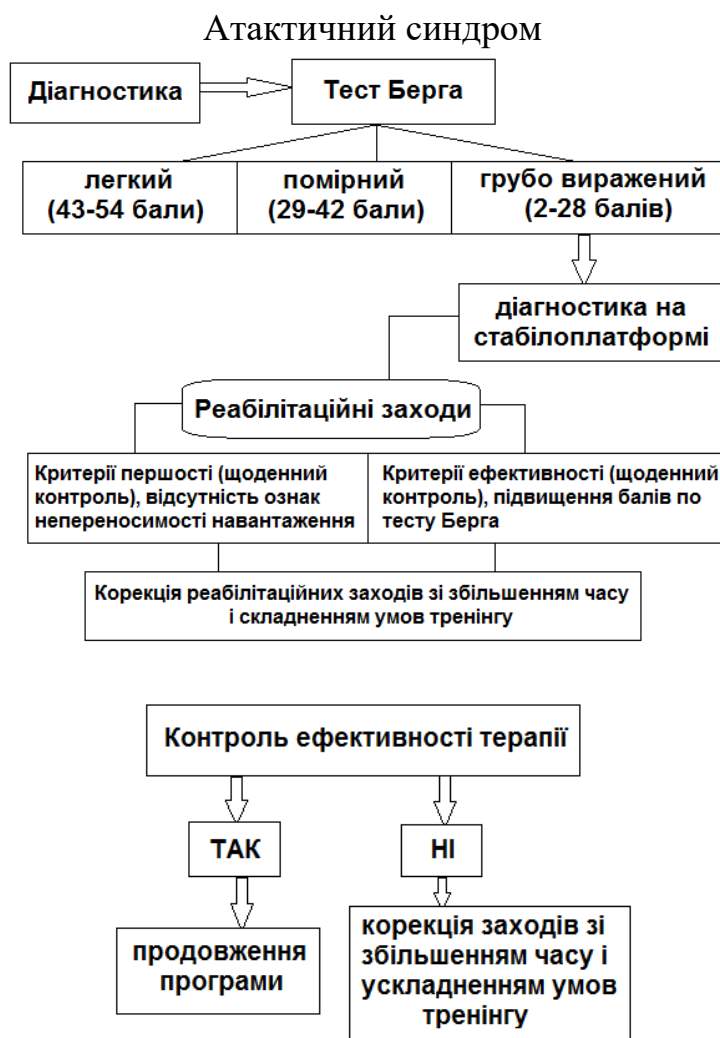 Атактичний синдром
Діагностика
Тест Берга
легкий
(43-54 бали)
помірний
(29-42 бали)
грубо виражений
(2-28 балів)
діагностика на
стабілоплатформі
Реабілітаційні заходи
Критерії першості (щоденний
контроль), відсутність ознак
непереносимості навантаження
Критерії ефективності (щоденний
контроль), підвищення балів по
тесту Берга
Корекція реабілітаційних заходів зі збільшенням часу
і складненням умов тренінгу
Контроль ефективності терапії
ТАК
НІ
продовження
програми
корекція заходів зі
збільшенням часу і
ускладненням умов
тренінгу